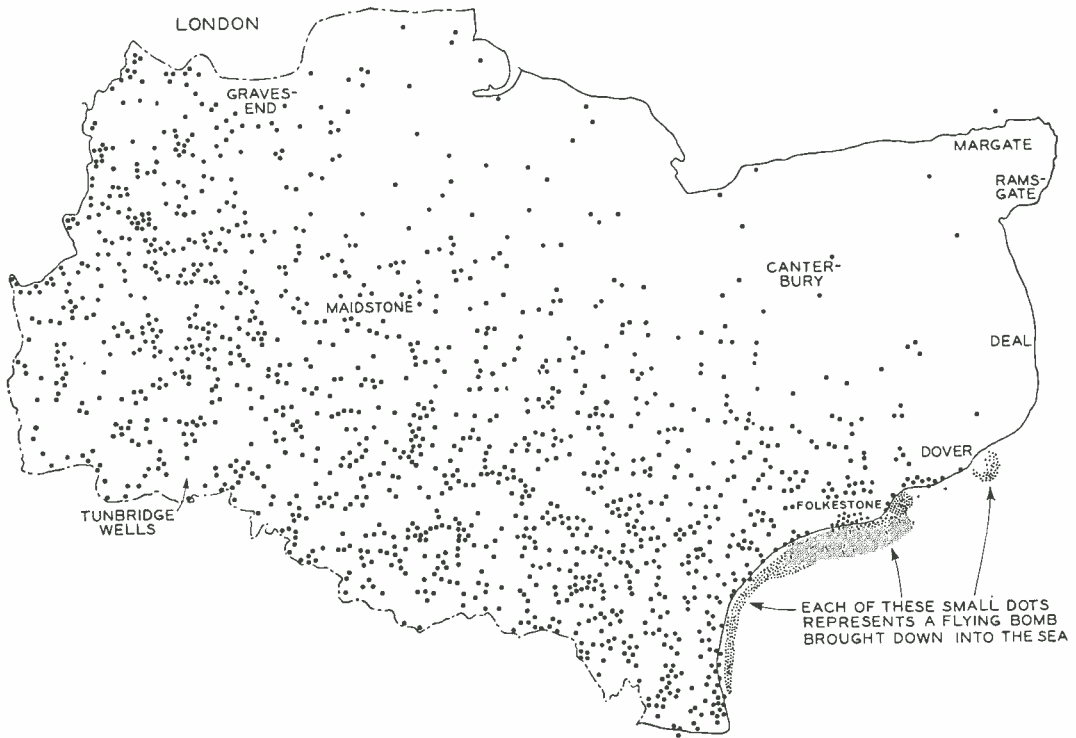 LONDON
GRAVES-
END
MARGATE
RAMS-
GATE
CANTER-
BURY
MAIDSTONE
DEAL
DOVER
TUNBRIDGE
WELLS
FOLKESTONE
EACH OF THESE SMALL DOTS
REPRESENTS A FLYING BOMB
BROUGHT DOWN INTO THE SEA